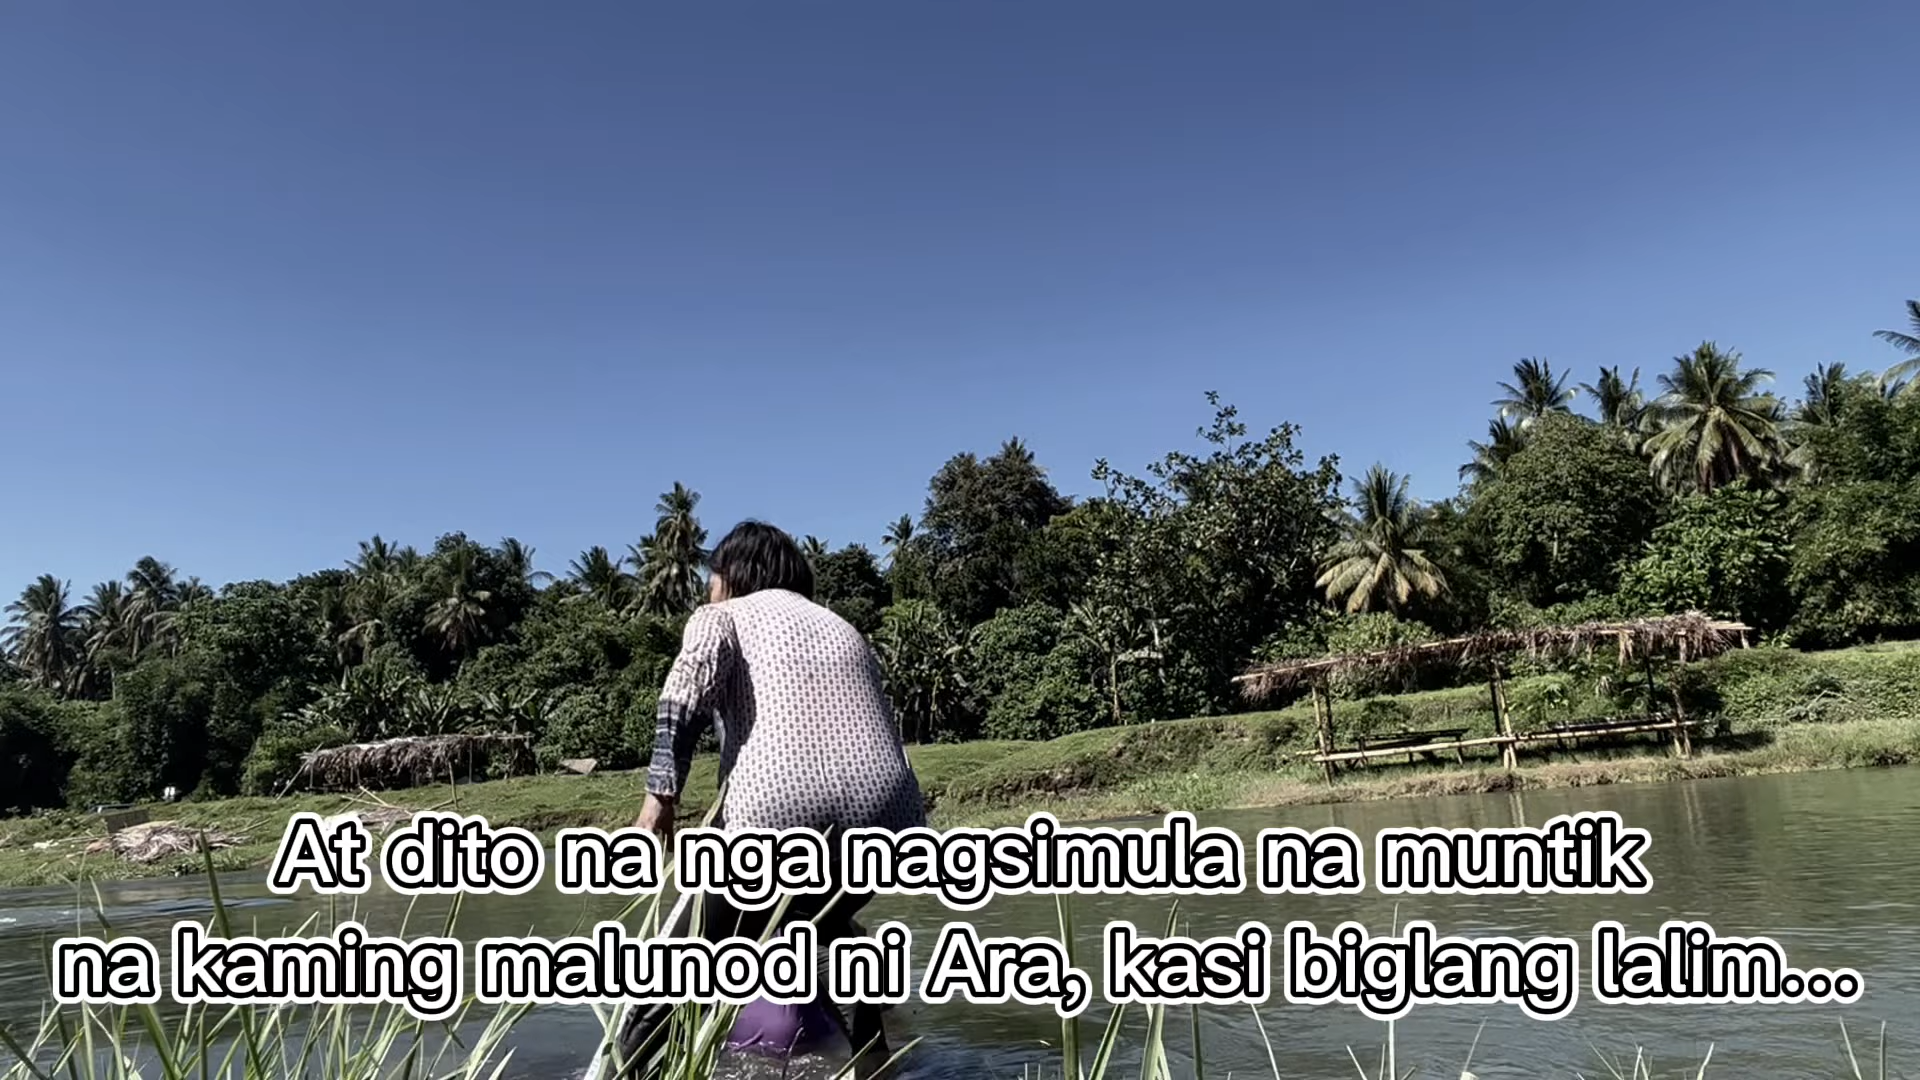 At dito na nga nagsimula na muntik
na kaming malunod ni Ara, kasi biglang lalim...